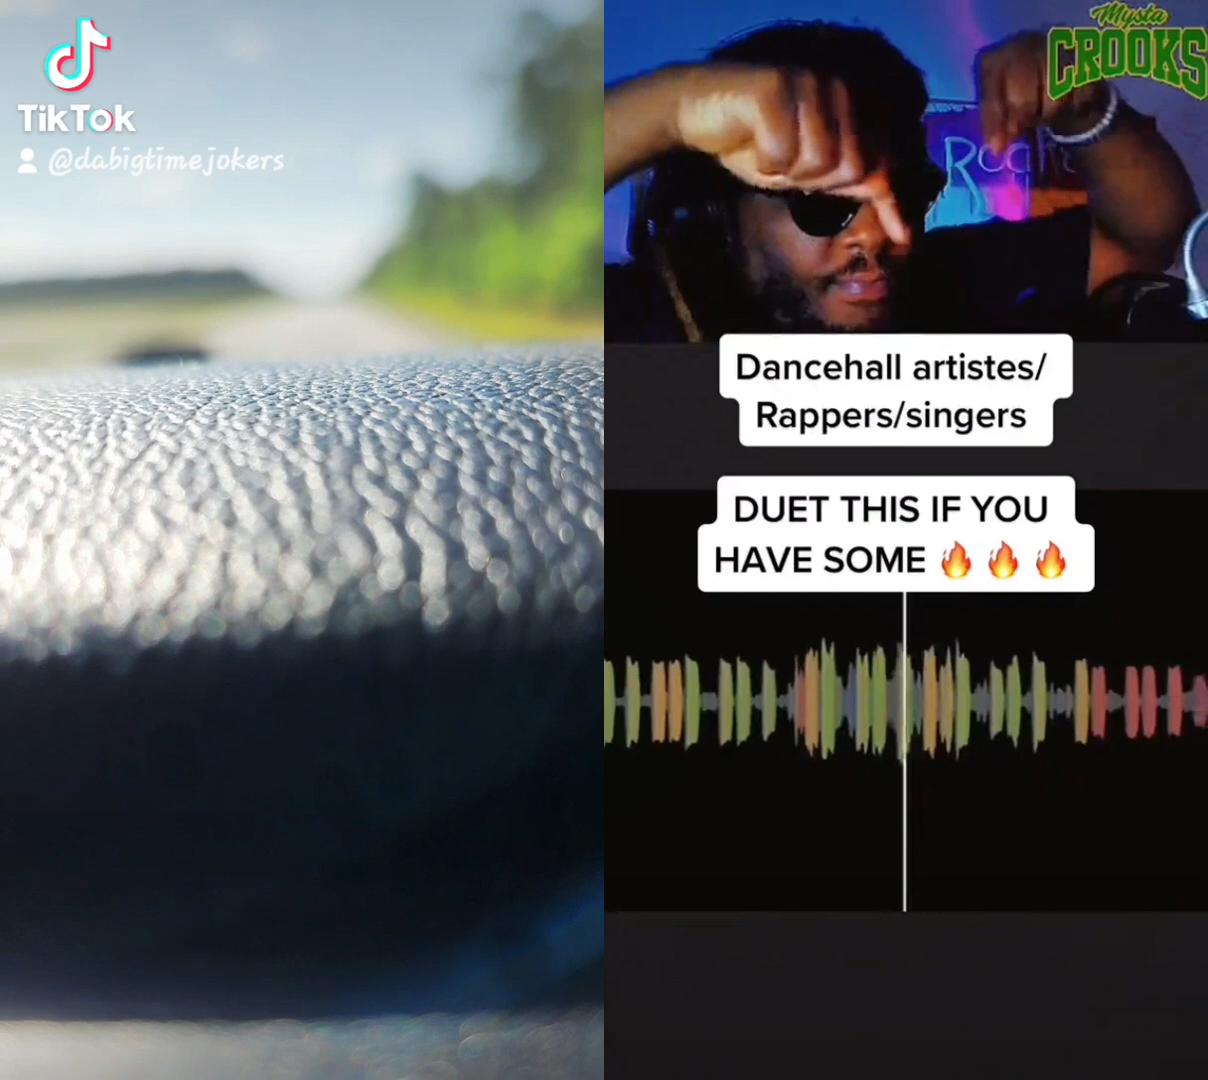 TikTok
@dabigtimejokers
Mysta
CROOKS
Dancehall artistes/
Rappers/singers
DUET THIS IF YOU
HAVE SOME 🔥🔥🔥